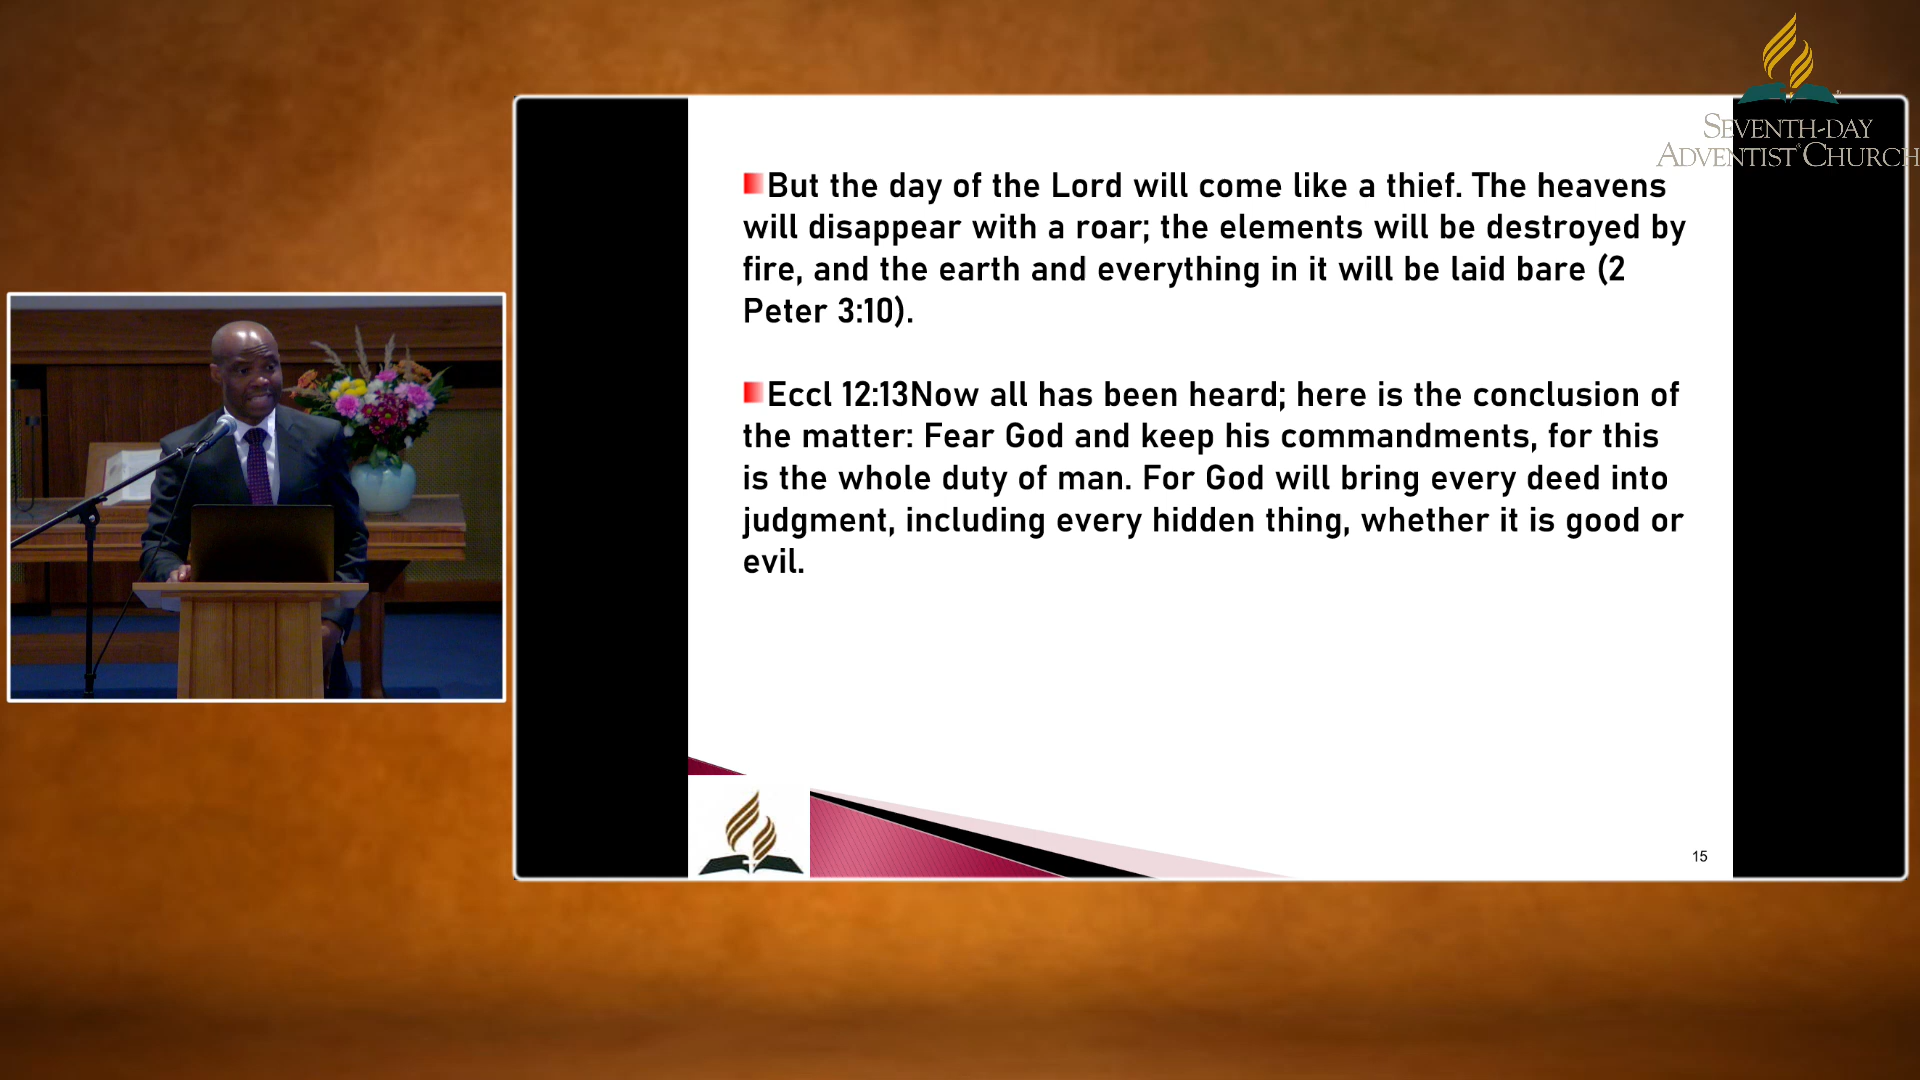 SEVENTH-DAY
ADVENTIST CHURCH
But the day of the Lord will come like a thief. The heavens
will disappear with a roar; the elements will be destroyed by
fire, and the earth and everything in it will be laid bare (2
Peter 3:10).
Eccl 12:13Now all has been heard; here is the conclusion of
the matter: Fear God and keep his commandments, for this
is the whole duty of man. For God will bring every deed into
judgment, including every hidden thing, whether it is good or
evil.
15